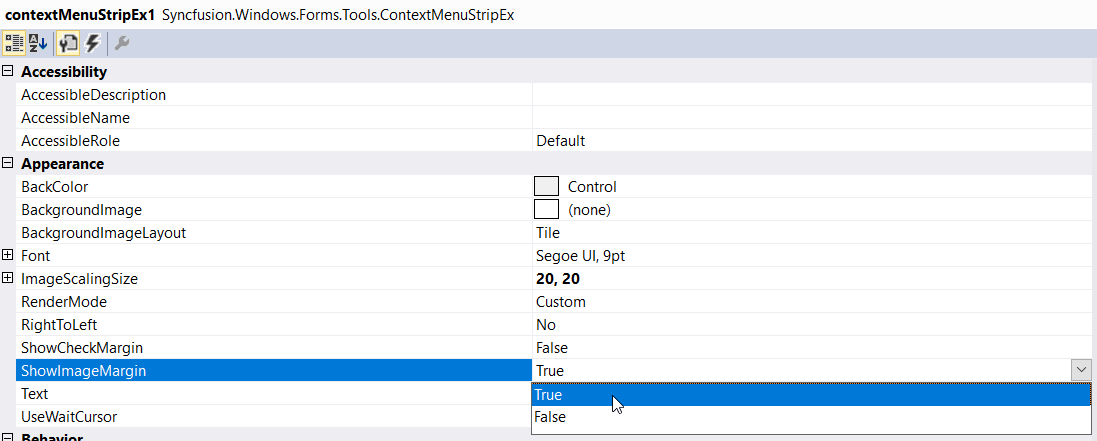 contextMenuStripEx1 Syncfusion.Windows.Forms.Tools.ContextMenuStripEx
Accessibility
AccessibleDescription
AccessibleName
AccessibleRole Default
Appearance
BackColor Control
BackgroundImage (none)
BackgroundImageLayout Tile
Font Segoe UI, 9pt
ImageScalingSize 20, 20
RenderMode Custom
RightToLeft No
ShowCheckMargin False
ShowImageMargin True
Text True
UseWaitCursor False
Behavior